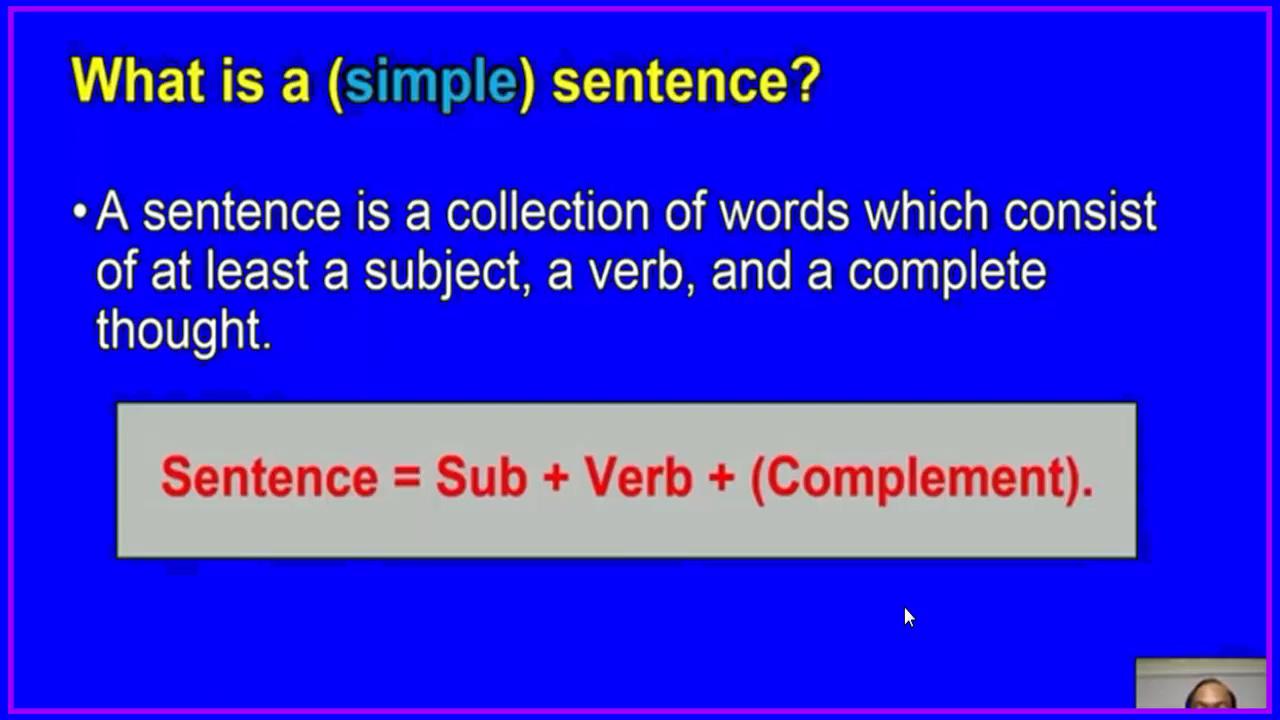 What is a (simple) sentence?
• A sentence is a collection of words which consist
of at least a subject, a verb, and a complete
thought.
Sentence = Sub + Verb + (Complement).